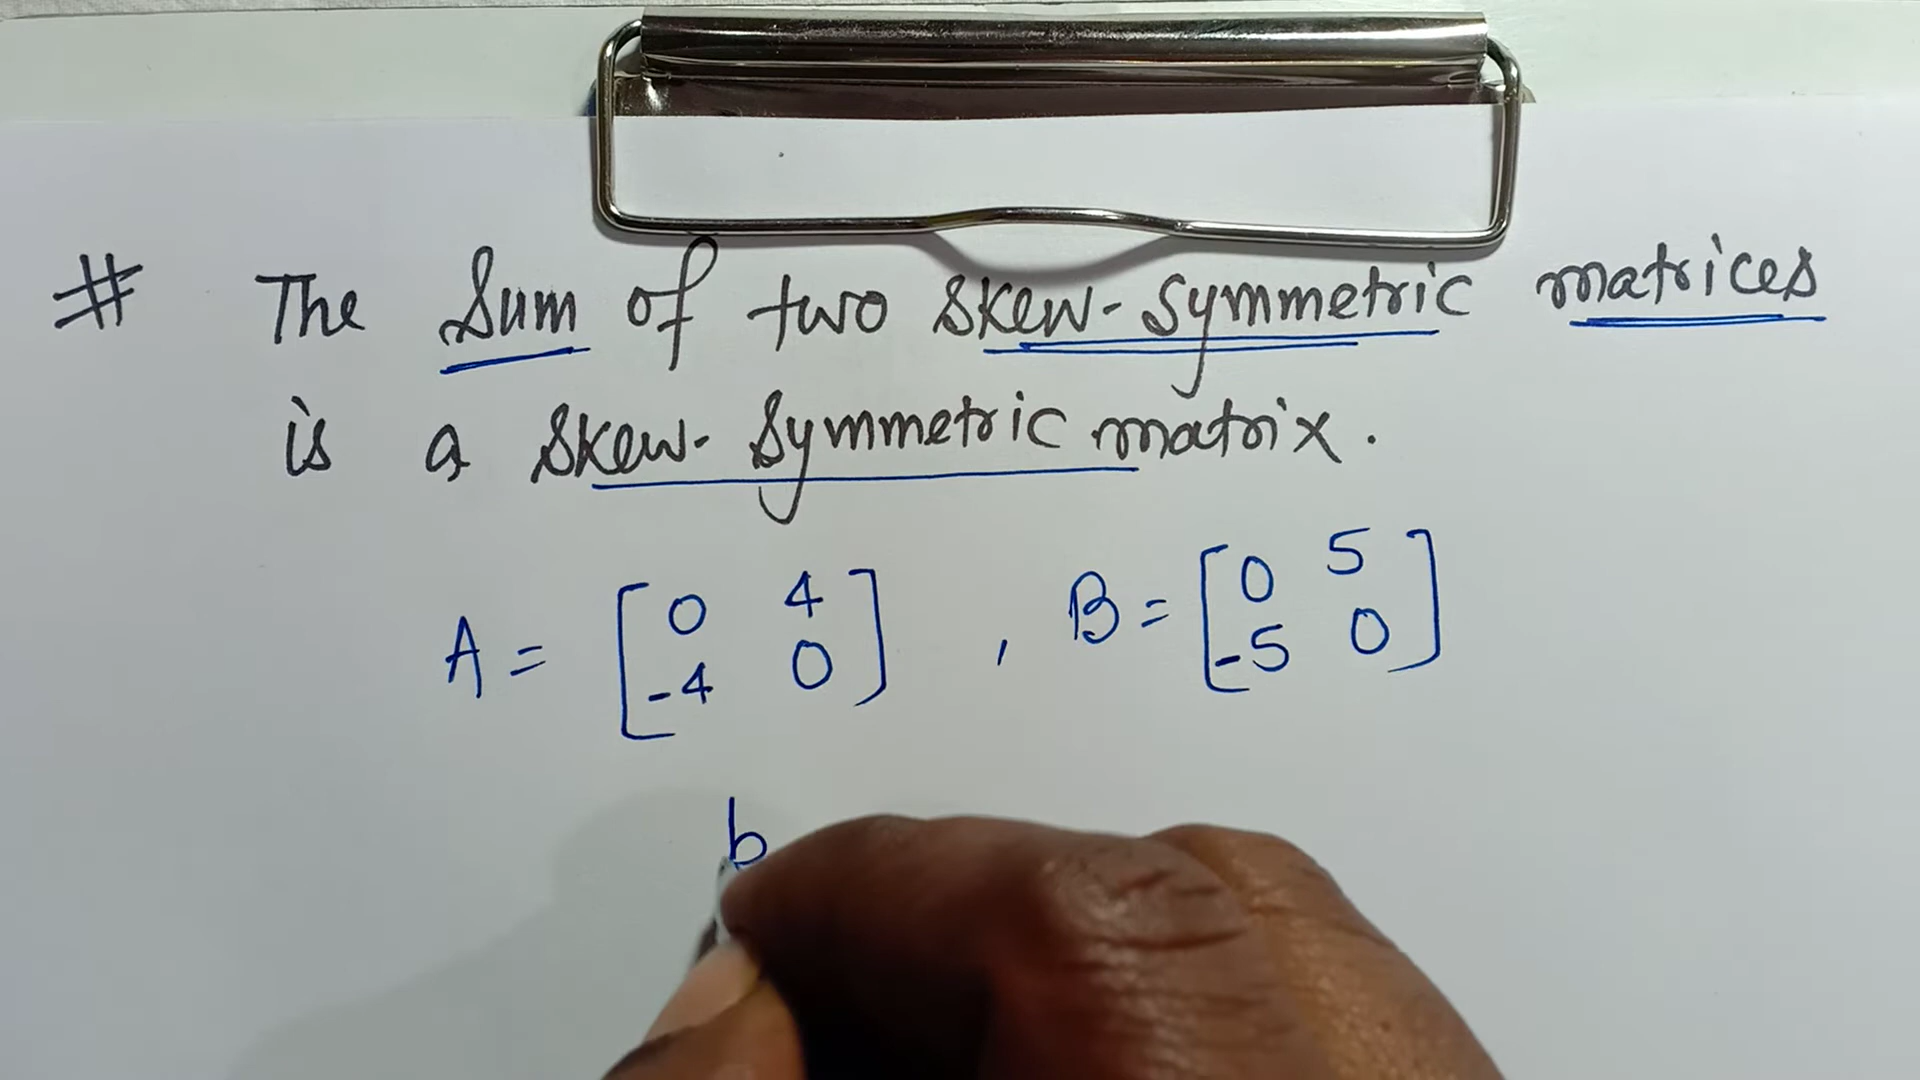 # The Sum of two skew-symmetric matrices
is a skew-symmetric matrix.
A = [0 4 , B = [0 5
-4 0] -5 0]
b